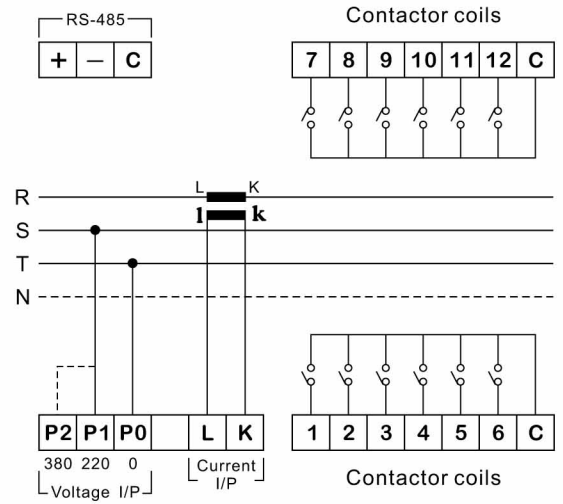 RS-485
+ − C
Contactor coils
7 8 9 10 11 12 C
L K
R
l k
S
T
N
P2 P1 P0 L K
380 220 0
Voltage I/P
Current
I/P
1 2 3 4 5 6 C
Contactor coils